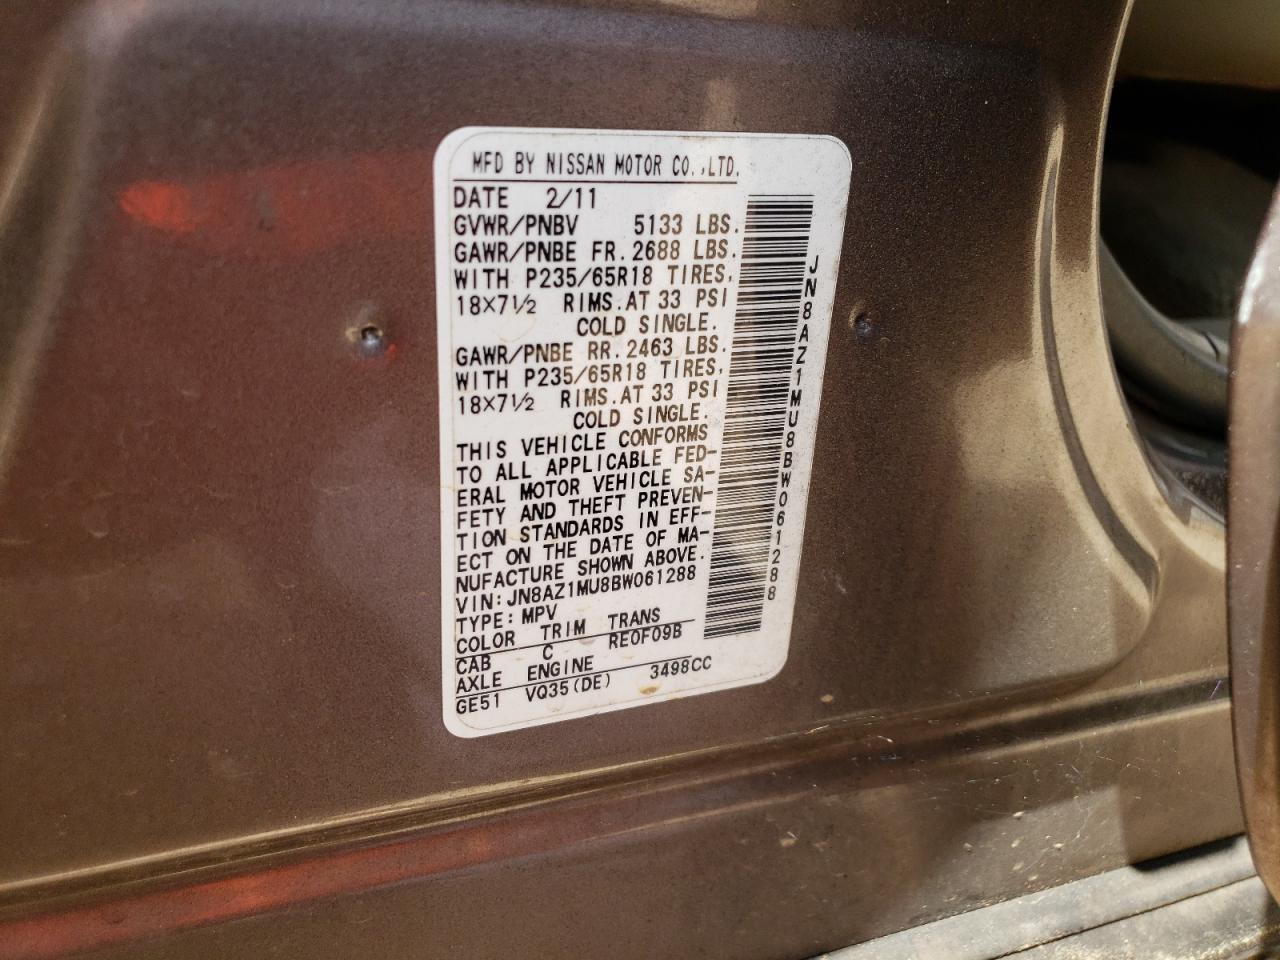 MFD BY NISSAN MOTOR CO.,LTD.
DATE 2/11
GVWR/PNBV 5133 LBS.
GAWR/PNBE FR. 2688 LBS.
WITH P235/65R18 TIRES,
18×7½ RIMS.AT 33 PSI
COLD SINGLE.
GAWR/PNBE RR. 2463 LBS.
WITH P235/65R18 TIRES,
18×7½ RIMS.AT 33 PSI
COLD SINGLE.
THIS VEHICLE CONFORMS
TO ALL APPLICABLE FED-
ERAL MOTOR VEHICLE SA-
FETY AND THEFT PREVEN-
TION STANDARDS IN EFF-
ECT ON THE DATE OF MA-
NUFACTURE SHOWN ABOVE.
VIN:JN8AZ1MU8BW061288
TYPE:MPV
COLOR TRIM TRANS
CAB C RE0F09B
AXLE ENGINE
GE51 VQ35(DE) 3498CC
JN8AZ1MU8BW061288